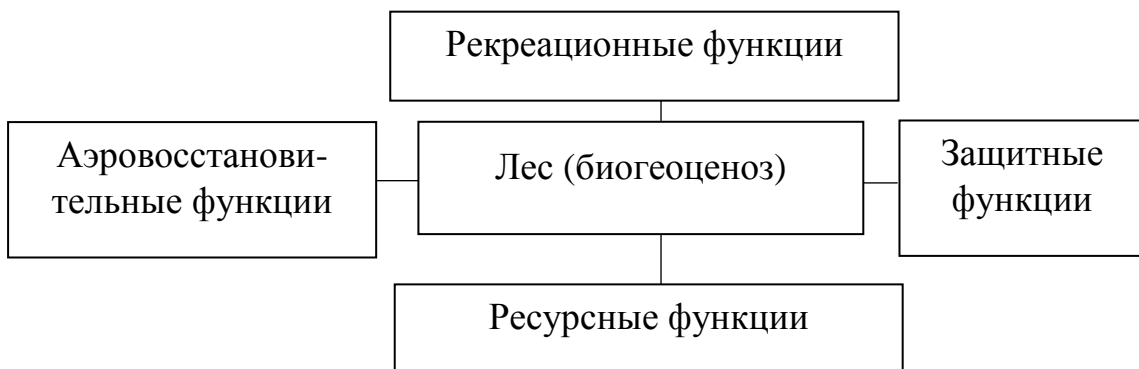 Рекреационные функции
Аэровосстанови-
тельные функции
Лес (биогеоценоз)
Защитные
функции
Ресурсные функции